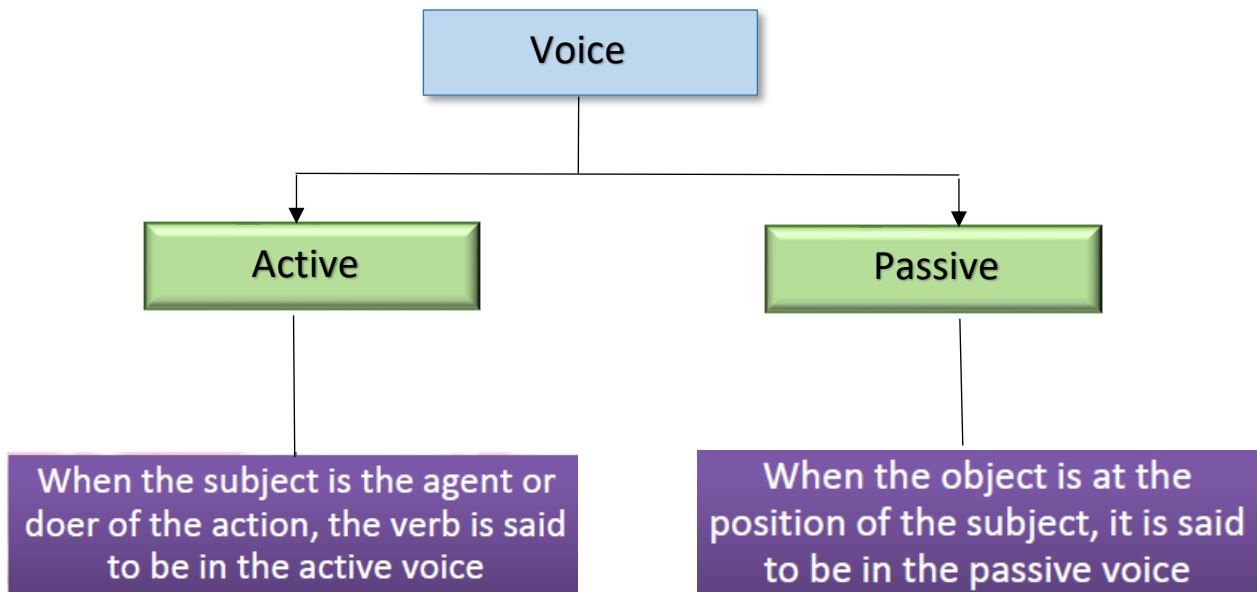 Voice
Active
Passive
When the subject is the agent or
doer of the action, the verb is said
to be in the active voice
When the object is at the
position of the subject, it is said
to be in the passive voice